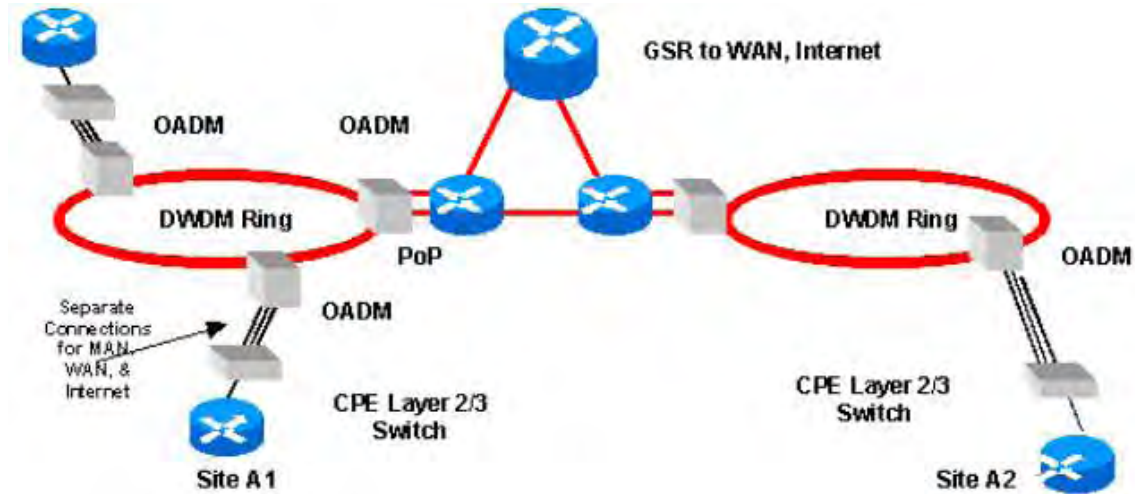 GSR to WAN, Internet
OADM
OADM
DWDM Ring
DWDM Ring
PoP
OADM
OADM
Separate
Connections
for MAN,
WAN, &
Internet
CPE Layer 2/3
Switch
CPE Layer 2/3
Switch
Site A1
Site A2